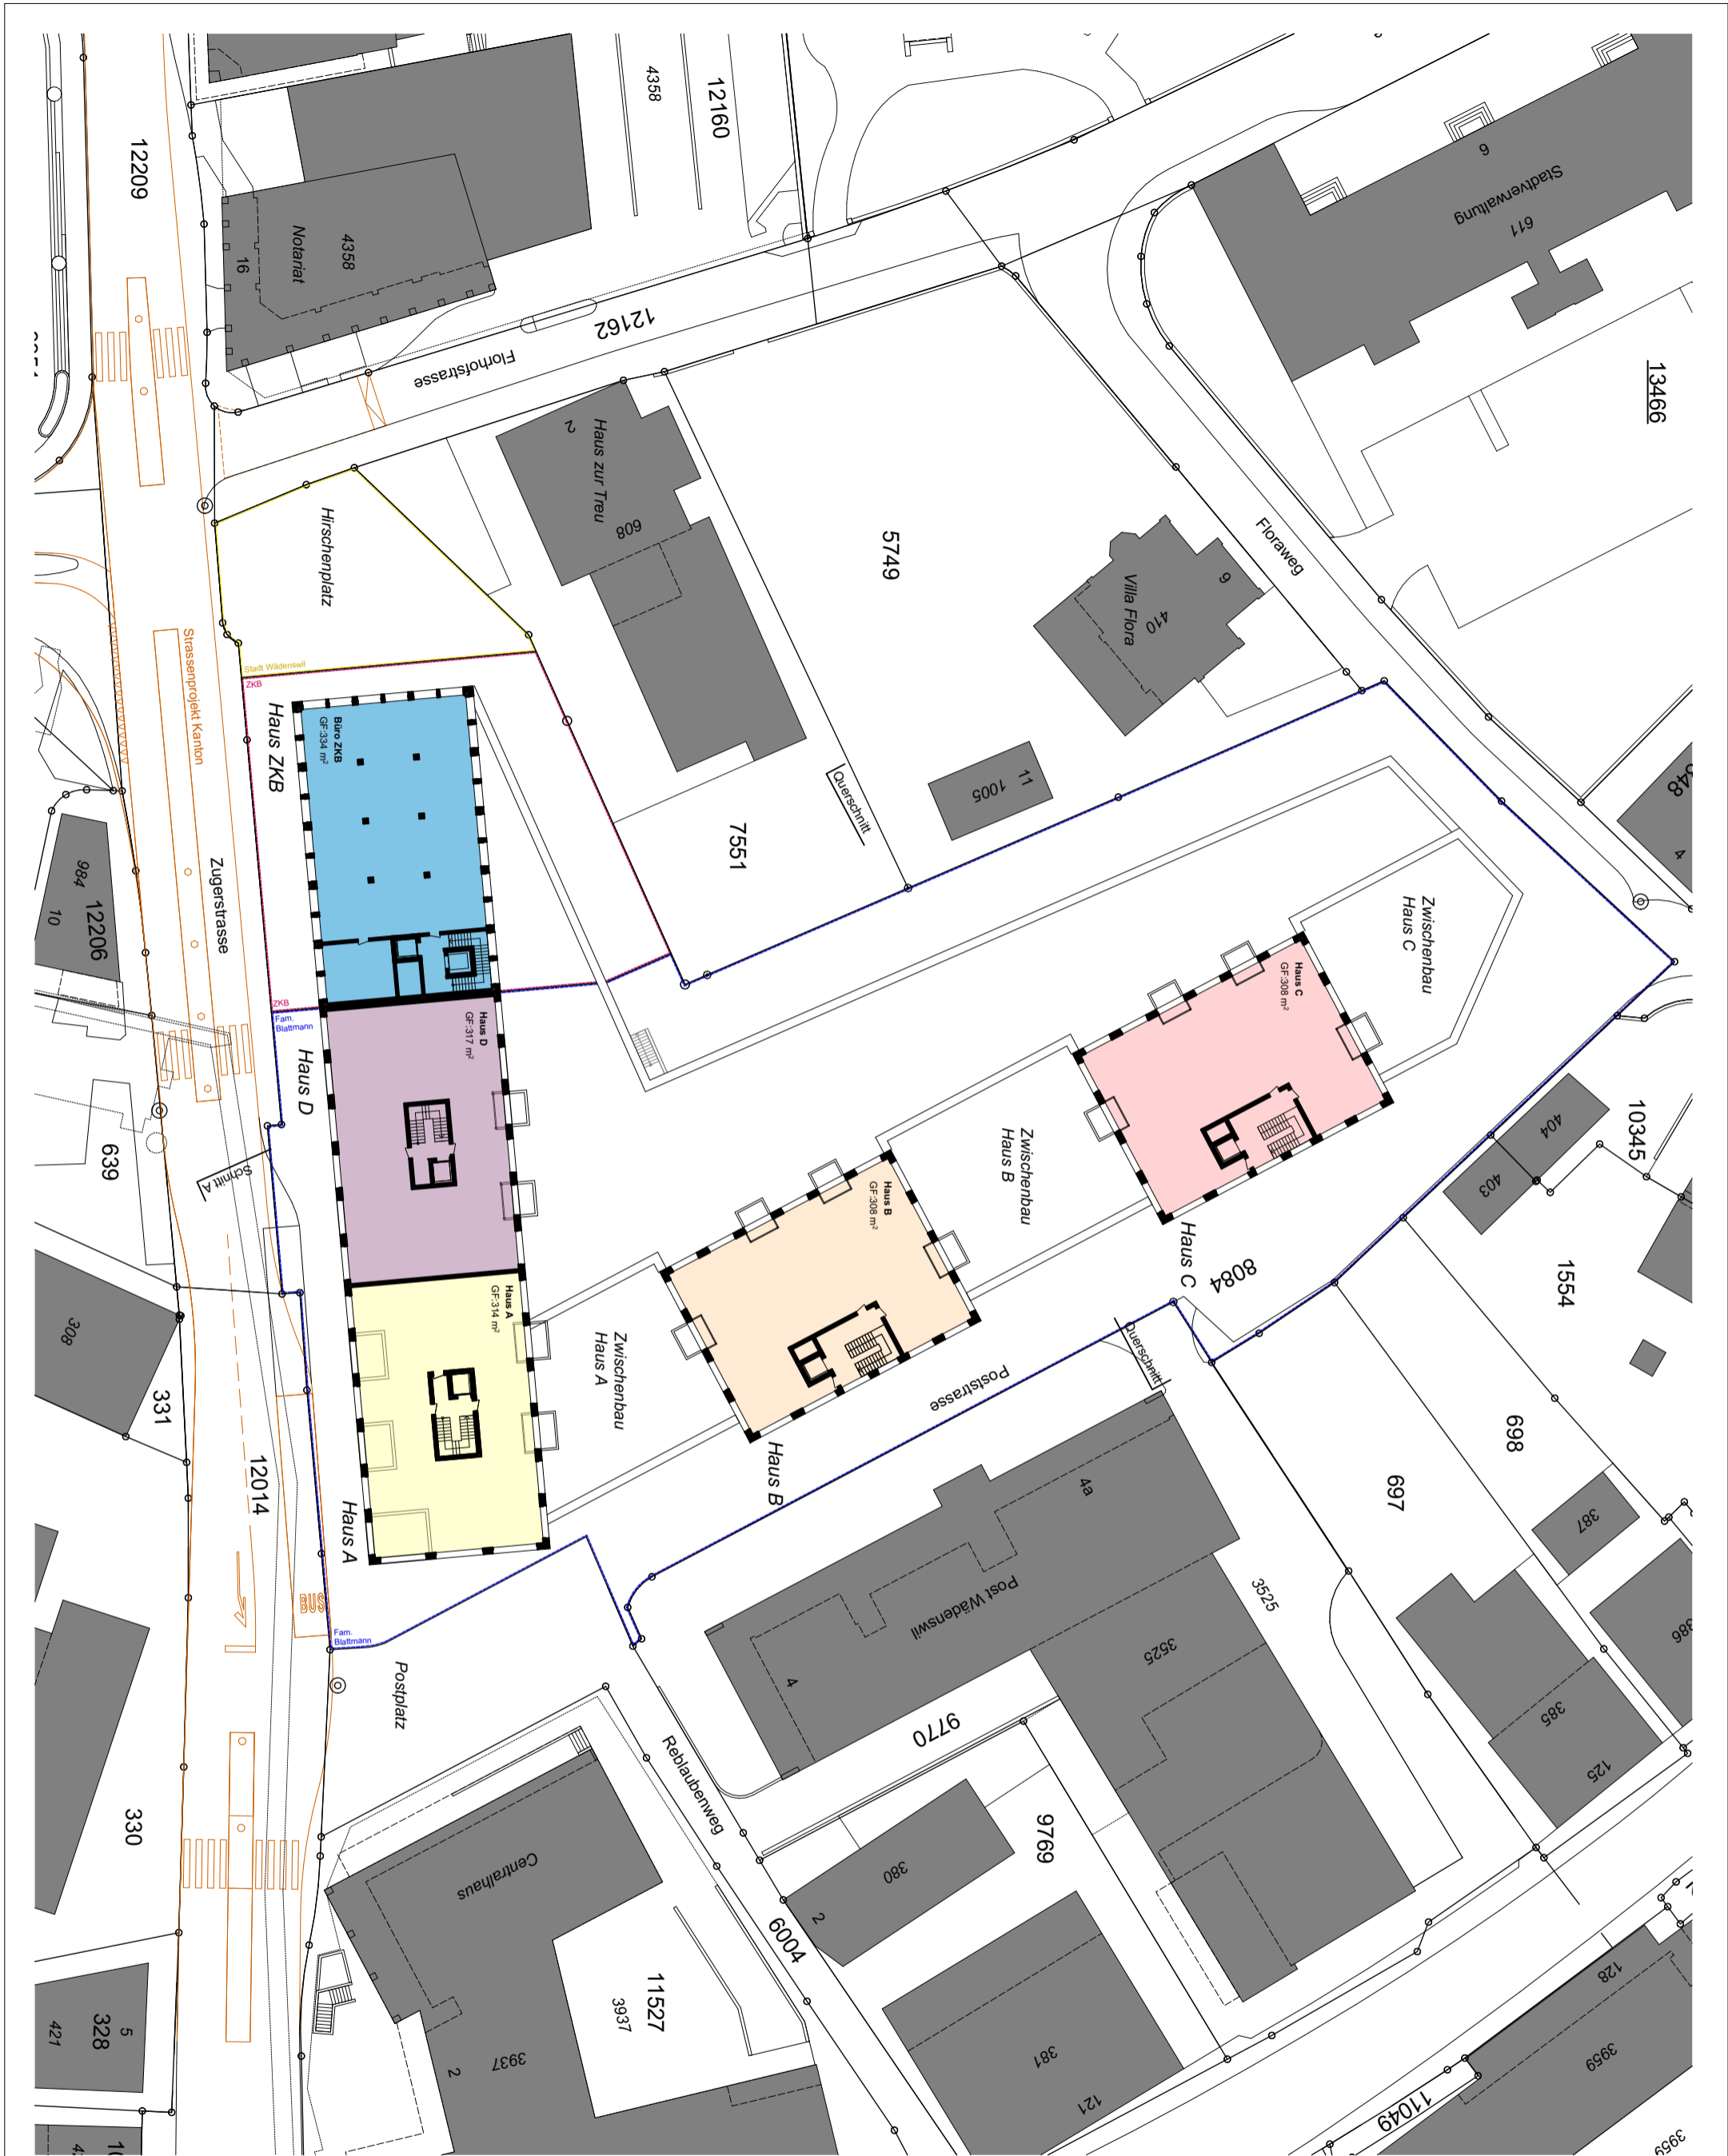 12209
4358
12160
Notariat
4358
16
12162
Florhofstrasse
6
Stadtverwaltung
611
13466
Haus zur Treu
2
608
5749
Floraweg
Villa Flora
9
410
Hirschenplatz
Stadt Wädenswil
ZKB
Strassenprojekt Kanton
Haus ZKB
Büro ZKB
GF:334 m²
Querschnitt
11
1005
7551
4
984
12206
10
Zugerstrasse
Zwischenbau
Haus C
Haus C
GF:308 m²
ZKB
Fam.
Blattmann
Haus D
GF:317 m²
Haus D
639
Schnitt A
Zwischenbau
Haus B
Haus B
GF:308 m²
Haus C
8084
10345
404
403
1554
308
331
12014
Haus A
GF:314 m²
Zwischenbau
Haus A
Haus A
Haus B
Poststrasse
Querschnitt
698
697
387
386
385
125
4a
Post Wädenswil
4
3525
3525
BUS
Fam.
Blattmann
Postplatz
Reblaubenweg
9770
9769
380
2
6004
330
Centralhaus
11527
3937
3937
2
381
121
128
3959
11049
3959
5
328
421